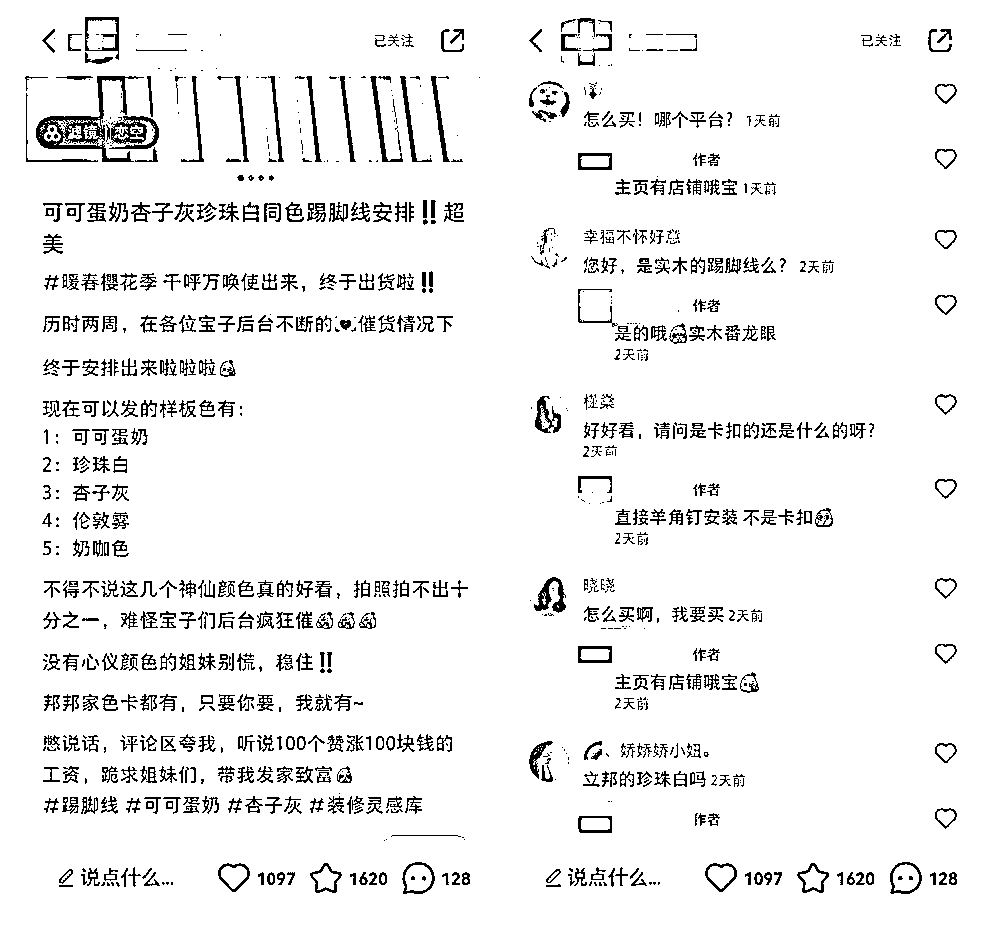 已关注
滤镜 恋空
可可蛋奶杏子灰珍珠白同色踢脚线安排‼超
美
#暖春樱花季 千呼万唤使出来，终于出货啦‼
历时两周，在各位宝子后台不断的催货情况下
终于安排出来啦啦啦
现在可以发的样板色有：
1：可可蛋奶
2：珍珠白
3：杏子灰
4：伦敦雾
5：奶咖色
不得不说这几个神仙颜色真的好看，拍照拍不出十
分之一，难怪宝子们后台疯狂催
没有心仪颜色的姐妹别慌，稳住‼
邦邦家色卡都有，只要你要，我就有~
憋说话，评论区夸我，听说100个赞涨100块钱的
工资，跪求姐妹们，带我发家致富
#踢脚线 #可可蛋奶 #杏子灰 #装修灵感库
说点什么... 1097 1620 128
已关注
怎么买！哪个平台？ 1天前
作者
主页有店铺哦宝 1天前
幸福不怀好意
您好，是实木的踢脚线么？ 2天前
作者
是的哦实木番龙眼
2天前
好好看，请问是卡扣的还是什么的呀？
2天前
作者
直接羊角钉安装 不是卡扣
2天前
晓晓
怎么买啊，我要买 2天前
作者
主页有店铺哦宝
2天前
、娇娇娇小妞。
立邦的珍珠白吗 2天前
作者
说点什么... 1097 1620 128